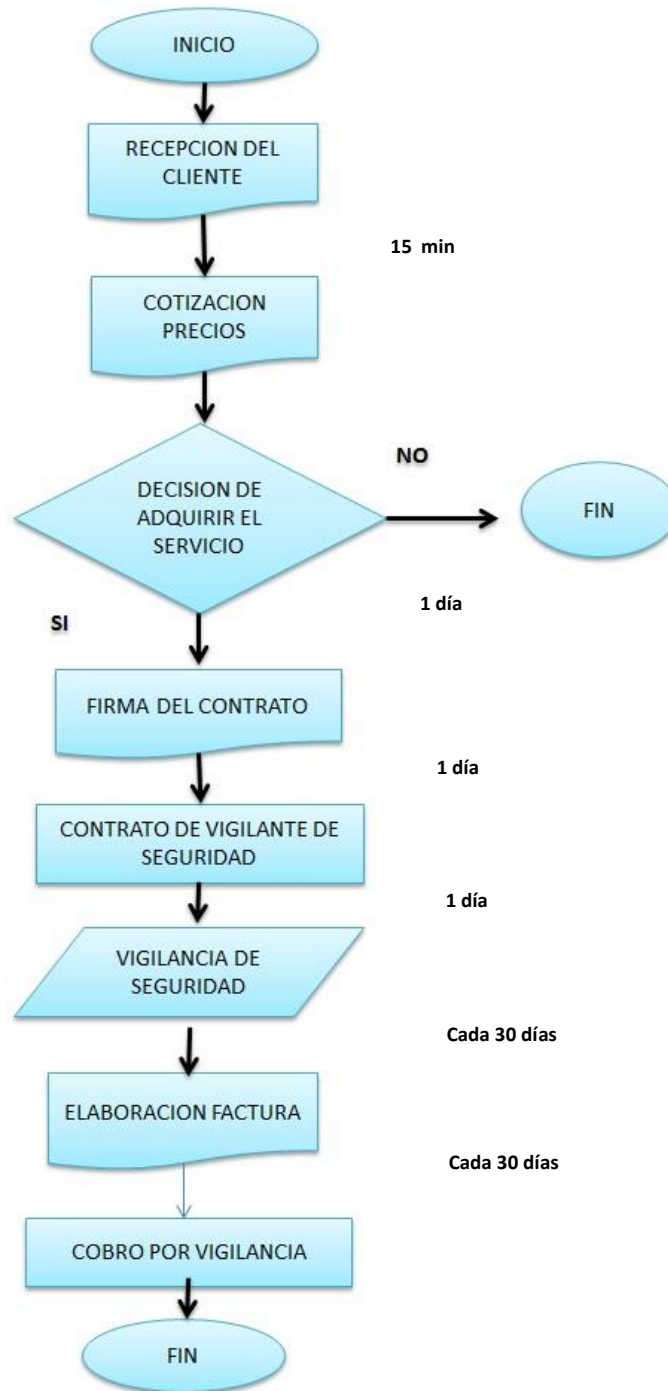 INICIO
RECEPCION DEL
CLIENTE
15 min
COTIZACION
PRECIOS
NO
DECISION DE
ADQUIRIR EL
SERVICIO
FIN
1 día
SI
FIRMA DEL CONTRATO
1 día
CONTRATO DE VIGILANTE DE
SEGURIDAD
1 día
VIGILANCIA DE
SEGURIDAD
Cada 30 días
ELABORACION FACTURA
Cada 30 días
COBRO POR VIGILANCIA
FIN